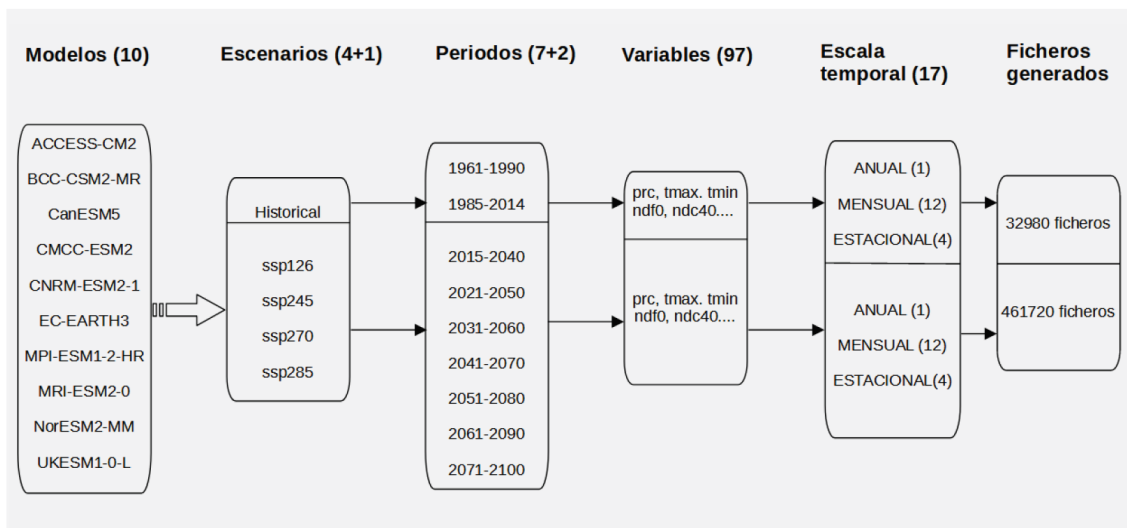 Modelos (10)
Escenarios (4+1)
Periodos (7+2)
Variables (97)
Escala
temporal (17)
Ficheros
generados
ACCESS-CM2
BCC-CSM2-MR
CanESM5
CMCC-ESM2
CNRM-ESM2-1
EC-EARTH3
MPI-ESM1-2-HR
MRI-ESM2-0
NorESM2-MM
UKESM1-0-L
Historical
ssp126
ssp245
ssp270
ssp285
1961-1990
1985-2014
2015-2040
2021-2050
2031-2060
2041-2070
2051-2080
2061-2090
2071-2100
prc, tmax. tmin
ndf0, ndc40....
prc, tmax. tmin
ndf0, ndc40....
ANUAL (1)
MENSUAL (12)
ESTACIONAL(4)
ANUAL (1)
MENSUAL (12)
ESTACIONAL(4)
32980 ficheros
461720 ficheros